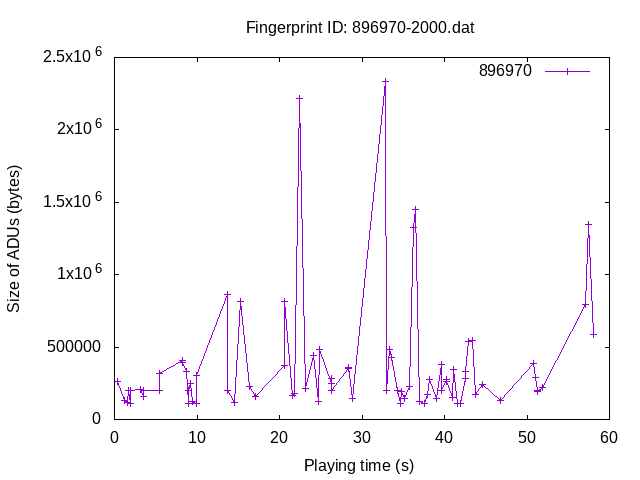 Fingerprint ID: 896970-2000.dat
896970
Size of ADUs (bytes)
2.5x10^6
2x10^6
1.5x10^6
1x10^6
500000
0
0 10 20 30 40 50 60
Playing time (s)